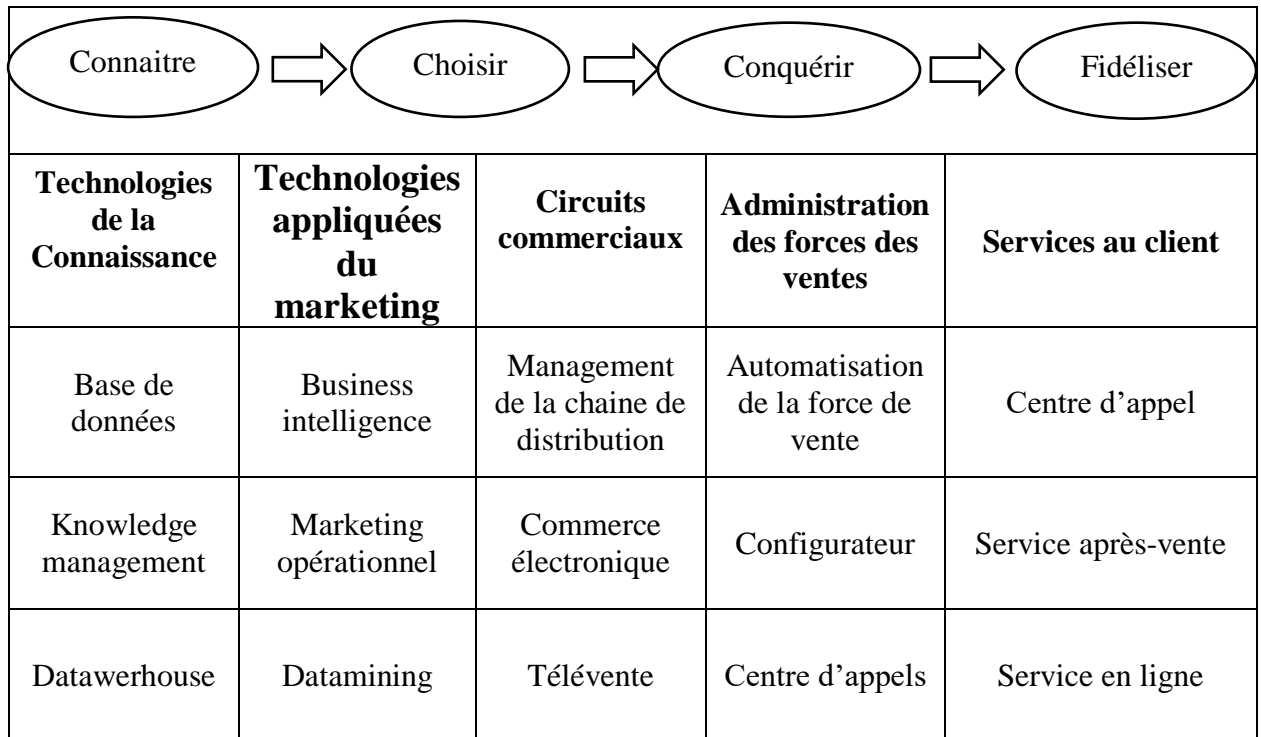 Connaitre
Choisir
Conquérir
Fidéliser
Technologies
de la
Connaissance
Technologies
appliquées
du
marketing
Circuits
commerciaux
Administration
des forces des
ventes
Services au client
Base de
données
Business
intelligence
Management
de la chaine de
distribution
Automatisation
de la force de
vente
Centre d’appel
Knowledge
management
Marketing
opérationnel
Commerce
électronique
Configurateur
Service après-vente
Datawerhouse
Datamining
Télévente
Centre d’appels
Service en ligne